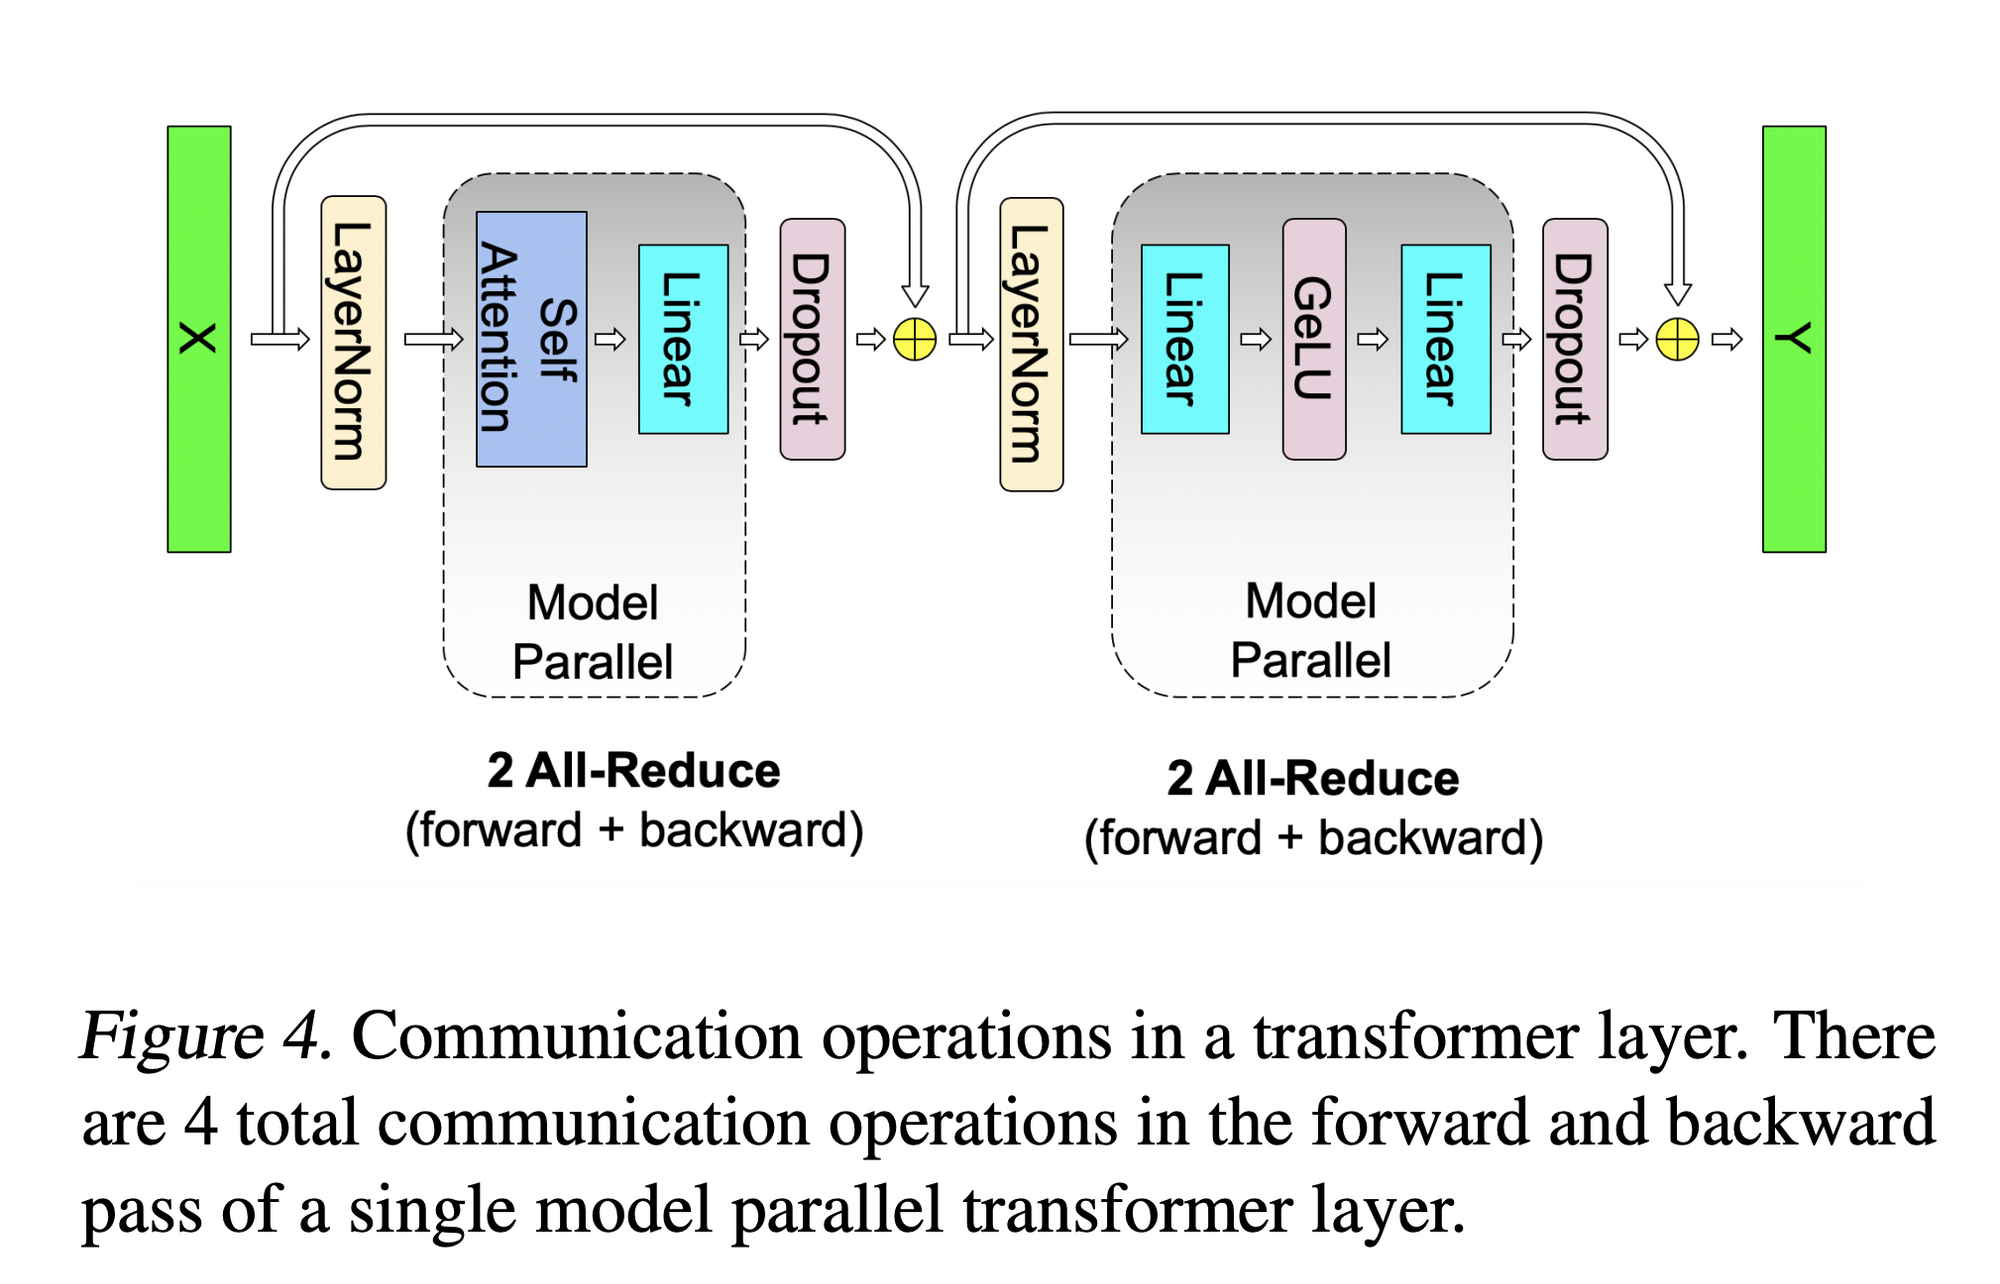 X
LayerNorm
Self
Attention
Linear
Dropout
LayerNorm
Linear
GeLU
Linear
Dropout
Y
Model
Parallel
Model
Parallel
2 All-Reduce
(forward + backward)
2 All-Reduce
(forward + backward)
Figure 4. Communication operations in a transformer layer. There
are 4 total communication operations in the forward and backward
pass of a single model parallel transformer layer.